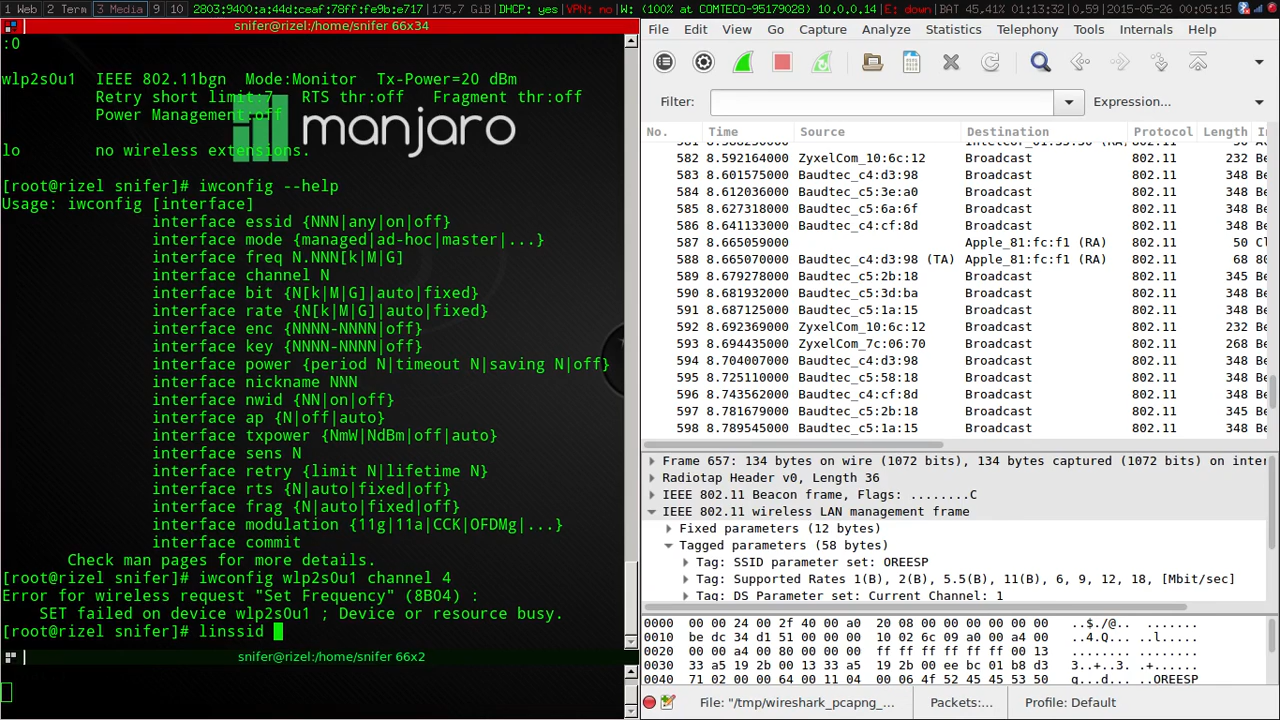 1 Web 2 Term 3 Media 9 10 2803:9400:a:44d:ceaf:78ff:fe9b:e717|175.7 GiB|DHCP: yes|VPN: no|W: (100% at COMTECO-95179028) 10.0.0.14|E: down|BAT 45.41% 01:32:13|0,59|2015-05-26 00:05:15
snifer@rizel:/home/snifer 66x34
:0
wlp2s0u1 IEEE 802.11bgn Mode:Monitor Tx-Power=20 dBm
Retry short limit:7 RTS thr:off Fragment thr:off
Power Management:off
manjaro
lo no wireless extensions.
[root@rizel snifer]# iwconfig --help
Usage: iwconfig [interface]
interface essid {NNN|any|on|off}
interface mode {managed|ad-hoc|master|...}
interface freq N.NNN[k|M|G]
interface channel N
interface bit {N[k|M|G]|auto|fixed}
interface rate {N[k|M|G]|auto|fixed}
interface enc {NNNN-NNNN|off}
interface key {NNNN-NNNN|off}
interface power {period N|timeout N|saving N|off}
interface nickname NNN
interface nwid {NN|on|off}
interface ap {N|off|auto}
interface txpower {NmW|NdBm|off|auto}
interface sens N
interface retry {limit N|lifetime N}
interface rts {N|auto|fixed|off}
interface frag {N|auto|fixed|off}
interface modulation {11g|11a|CCK|OFDMg|...}
interface commit
Check man pages for more details.
[root@rizel snifer]# iwconfig wlp2s0u1 channel 4
Error for wireless request "Set Frequency" (8B04) :
SET failed on device wlp2s0u1 ; Device or resource busy.
[root@rizel snifer]# linssid
snifer@rizel:/home/snifer 66x2
File Edit View Go Capture Analyze Statistics Telephony Tools Internals Help
Filter: Expression...
No. Time Source Destination Protocol Length
582 8.592164000 ZyxelCom_10:6c:12 Broadcast 802.11 232 Be
583 8.601575000 Baudtec_c4:d3:98 Broadcast 802.11 348 Be
584 8.612036000 Baudtec_c5:3e:a0 Broadcast 802.11 348 Be
585 8.627318000 Baudtec_c5:6a:6f Broadcast 802.11 348 Be
586 8.641133000 Baudtec_c4:cf:8d Broadcast 802.11 348 Be
587 8.665059000 Apple_81:fc:f1 (RA) 802.11 50 Cl
588 8.665070000 Baudtec_c4:d3:98 (TA) Apple_81:fc:f1 (RA) 802.11 68 80
589 8.679278000 Baudtec_c5:2b:18 Broadcast 802.11 345 Be
590 8.681932000 Baudtec_c5:3d:ba Broadcast 802.11 348 Be
591 8.687125000 Baudtec_c5:1a:15 Broadcast 802.11 348 Be
592 8.692369000 ZyxelCom_10:6c:12 Broadcast 802.11 232 Be
593 8.694435000 ZyxelCom_7c:06:70 Broadcast 802.11 268 Be
594 8.704007000 Baudtec_c4:d3:98 Broadcast 802.11 348 Be
595 8.725110000 Baudtec_c5:58:18 Broadcast 802.11 348 Be
596 8.743562000 Baudtec_c4:cf:8d Broadcast 802.11 348 Be
597 8.781679000 Baudtec_c5:2b:18 Broadcast 802.11 345 Be
598 8.789545000 Baudtec_c5:1a:15 Broadcast 802.11 348 Be
Frame 657: 134 bytes on wire (1072 bits), 134 bytes captured (1072 bits) on inter
Radiotap Header v0, Length 36
IEEE 802.11 Beacon frame, Flags: ........C
IEEE 802.11 wireless LAN management frame
Fixed parameters (12 bytes)
Tagged parameters (58 bytes)
Tag: SSID parameter set: OREESP
Tag: Supported Rates 1(B), 2(B), 5.5(B), 11(B), 6, 9, 12, 18, [Mbit/sec]
Tag: DS Parameter set: Current Channel: 1
0000 00 00 24 00 2f 40 00 a0 20 08 00 00 00 00 00 00 ..$./@.. .......
0010 be dc 34 d1 51 00 00 00 10 02 6c 09 a0 00 a4 00 ..4.Q... ..l.....
0020 00 00 a4 00 80 00 00 00 ff ff ff ff ff ff 00 13 ........ ........
0030 33 a5 19 2b 00 13 33 a5 19 2b 00 ee bc 01 b8 d3 3..+..3. .+......
0040 71 02 00 00 64 00 11 04 00 06 4f 52 45 45 53 50 q...d... ..OREESP
File: "/tmp/wireshark_pcapng_... Packets:... Profile: Default